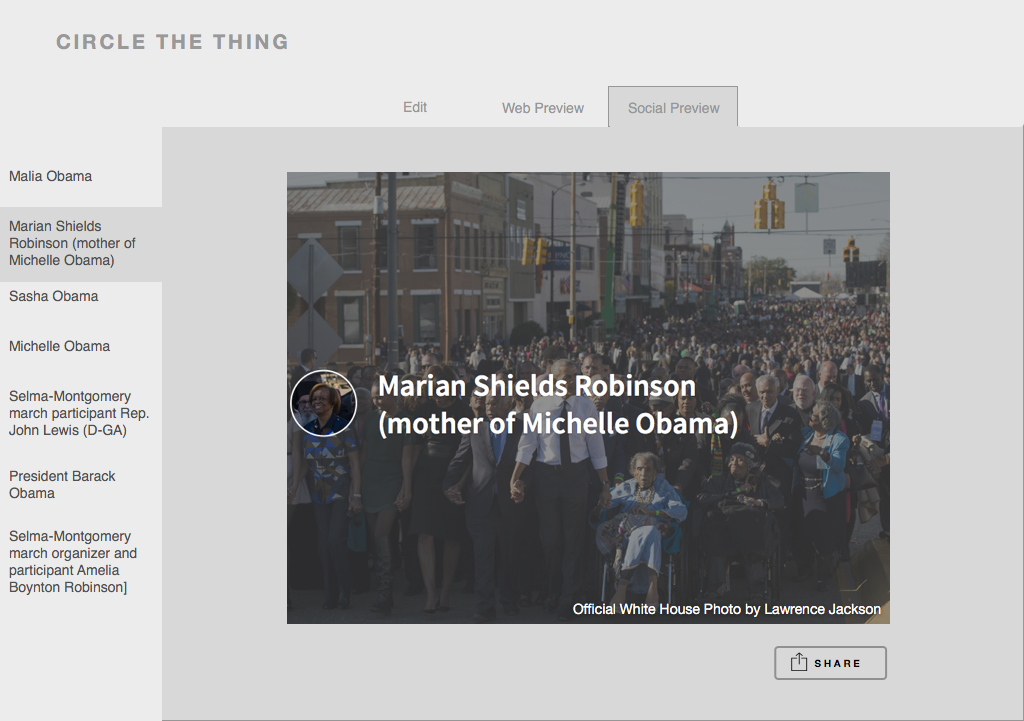 CIRCLE THE THING
Edit
Web Preview
Social Preview
Malia Obama
Marian Shields
Robinson (mother of
Michelle Obama)
Sasha Obama
Michelle Obama
Selma-Montgomery
march participant Rep.
John Lewis (D-GA)
President Barack
Obama
Selma-Montgomery
march organizer and
participant Amelia
Boynton Robinson]
Marian Shields Robinson
(mother of Michelle Obama)
Official White House Photo by Lawrence Jackson
SHARE